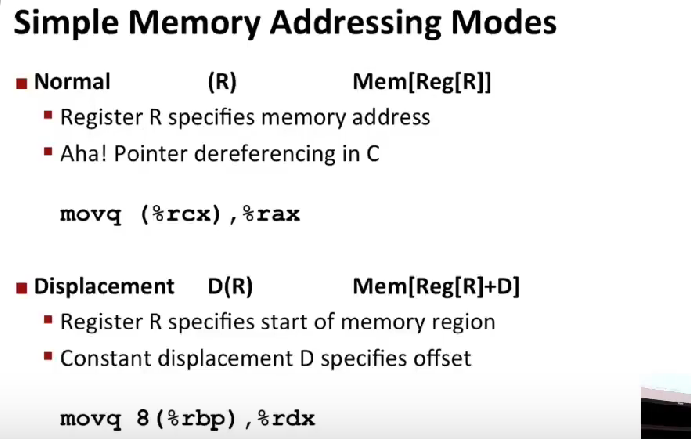 Simple Memory Addressing Modes
Normal (R) Mem[Reg[R]]
Register R specifies memory address
Aha! Pointer dereferencing in C
movq (%rcx),%rax
Displacement D(R) Mem[Reg[R]+D]
Register R specifies start of memory region
Constant displacement D specifies offset
movq 8(%rbp),%rdx